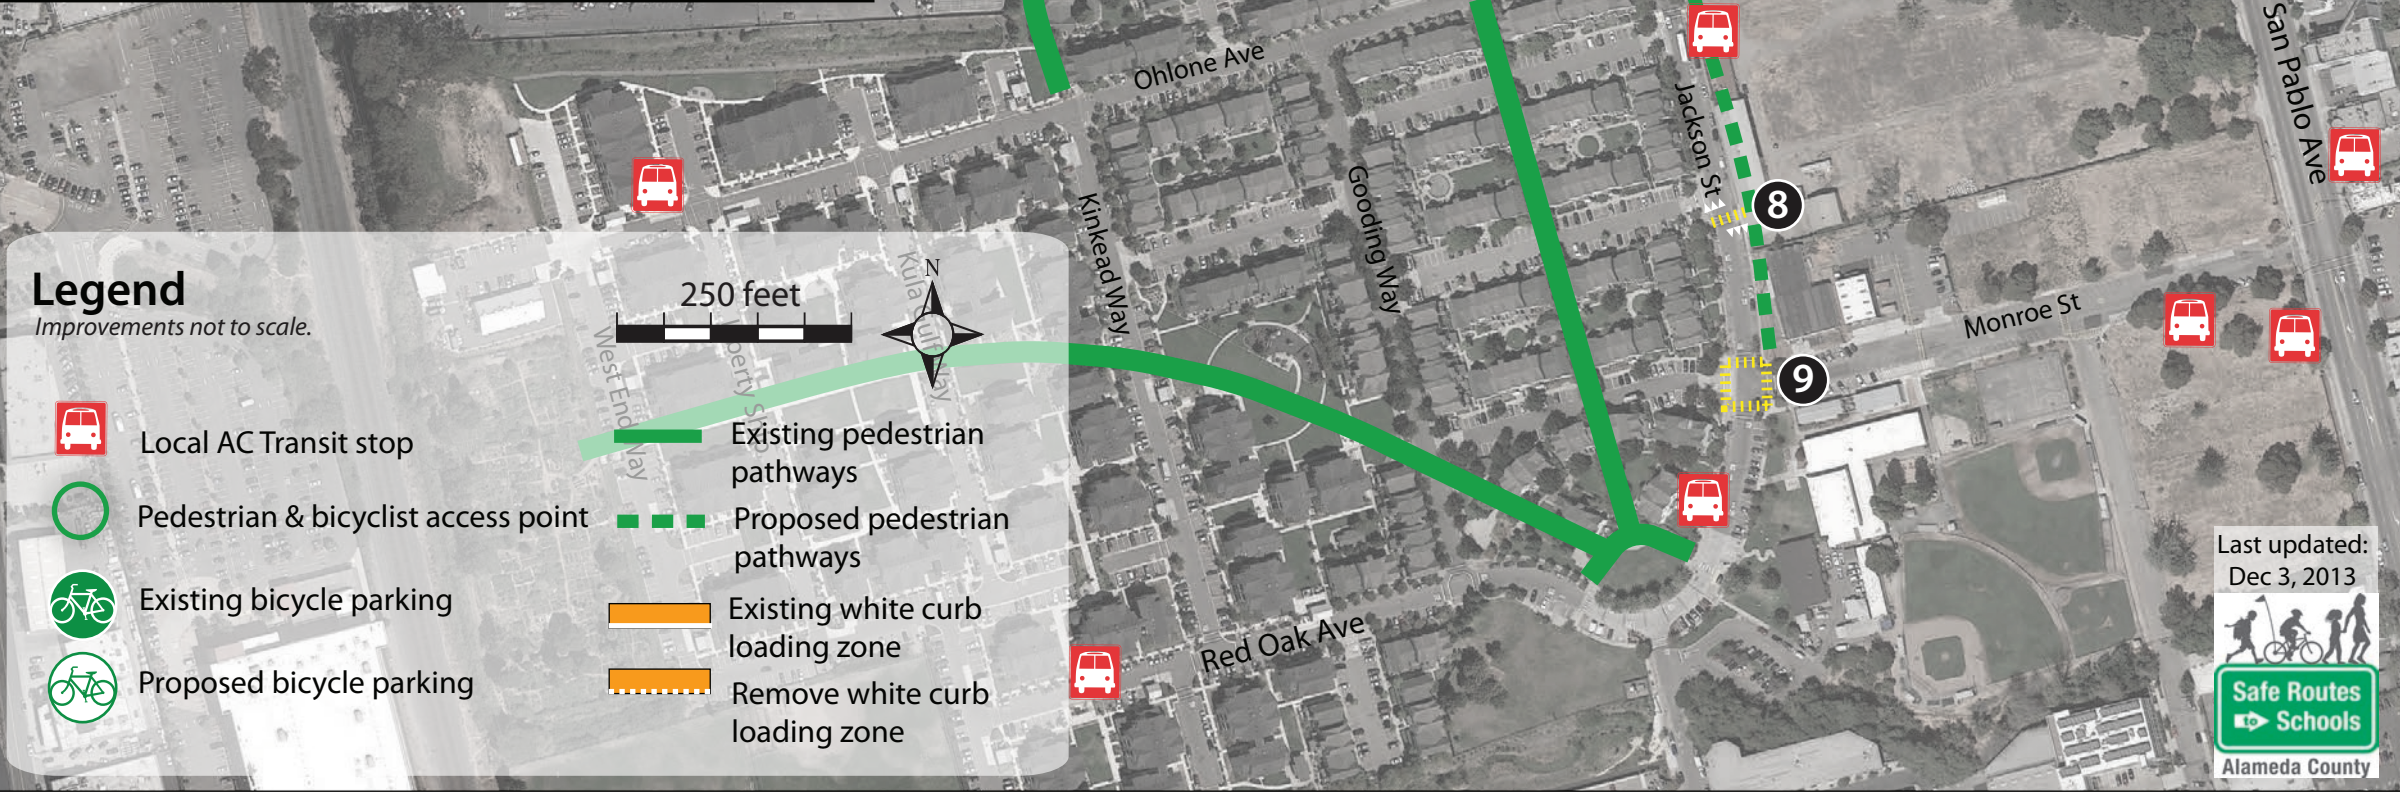 Ohlone Ave
San Pablo Ave
Jackson St
Gooding Way
Kinkead Way
8
Monroe St
9
Red Oak Ave
Legend
Improvements not to scale.
250 feet
N
West End Way
Way
Local AC Transit stop
Pedestrian & bicyclist access point
Existing bicycle parking
Proposed bicycle parking
Existing pedestrian
pathways
Proposed pedestrian
pathways
Existing white curb
loading zone
Remove white curb
loading zone
Last updated:
Dec 3, 2013
Safe Routes
to Schools
Alameda County